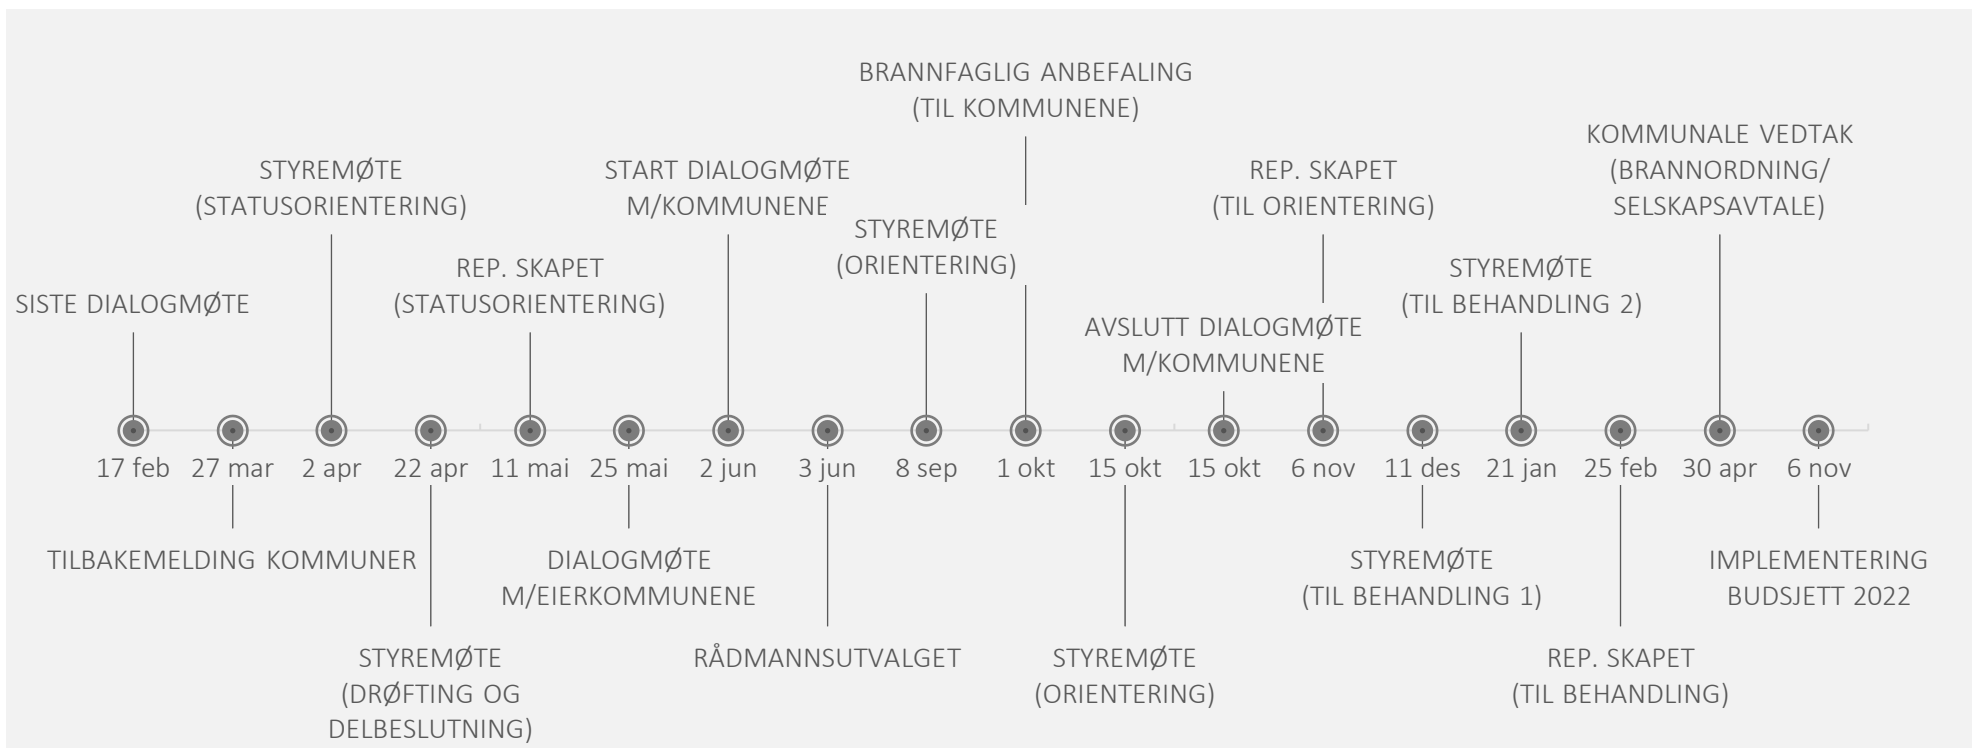 BRANNFAGLIG ANBEFALING
(TIL KOMMUNENE)
KOMMUNALE VEDTAK
(BRANNORDNING/
SELSKAPSAVTALE)
STYREMØTE
(STATUSORIENTERING)
START DIALOGMØTE
M/KOMMUNENE
REP. SKAPET
(TIL ORIENTERING)
STYREMØTE
(ORIENTERING)
REP. SKAPET
(STATUSORIENTERING)
STYREMØTE
(TIL BEHANDLING 2)
SISTE DIALOGMØTE
AVSLUTT DIALOGMØTE
M/KOMMUNENE
17 feb 27 mar 2 apr 22 apr 11 mai 25 mai 2 jun 3 jun 8 sep 1 okt 15 okt 15 okt 6 nov 11 des 21 jan 25 feb 30 apr 6 nov
TILBAKEMELDING KOMMUNER
DIALOGMØTE
M/EIERKOMMUNENE
STYREMØTE
(TIL BEHANDLING 1)
IMPLEMENTERING
BUDSJETT 2022
STYREMØTE
(DRØFTING OG
DELBESLUTNING)
RÅDMANNSUTVALGET
STYREMØTE
(ORIENTERING)
REP. SKAPET
(TIL BEHANDLING)